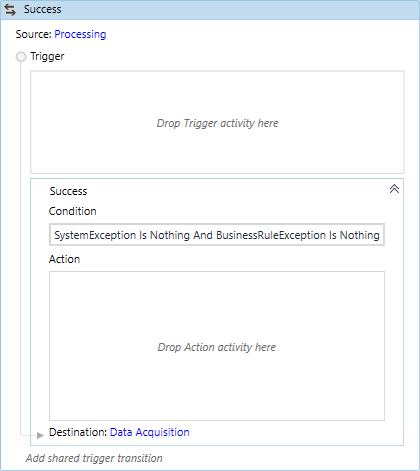 Success
Source: Processing
Trigger
Drop Trigger activity here
Success
Condition
SystemException Is Nothing And BusinessRuleException Is Nothing
Action
Drop Action activity here
Destination: Data Acquisition
Add shared trigger transition